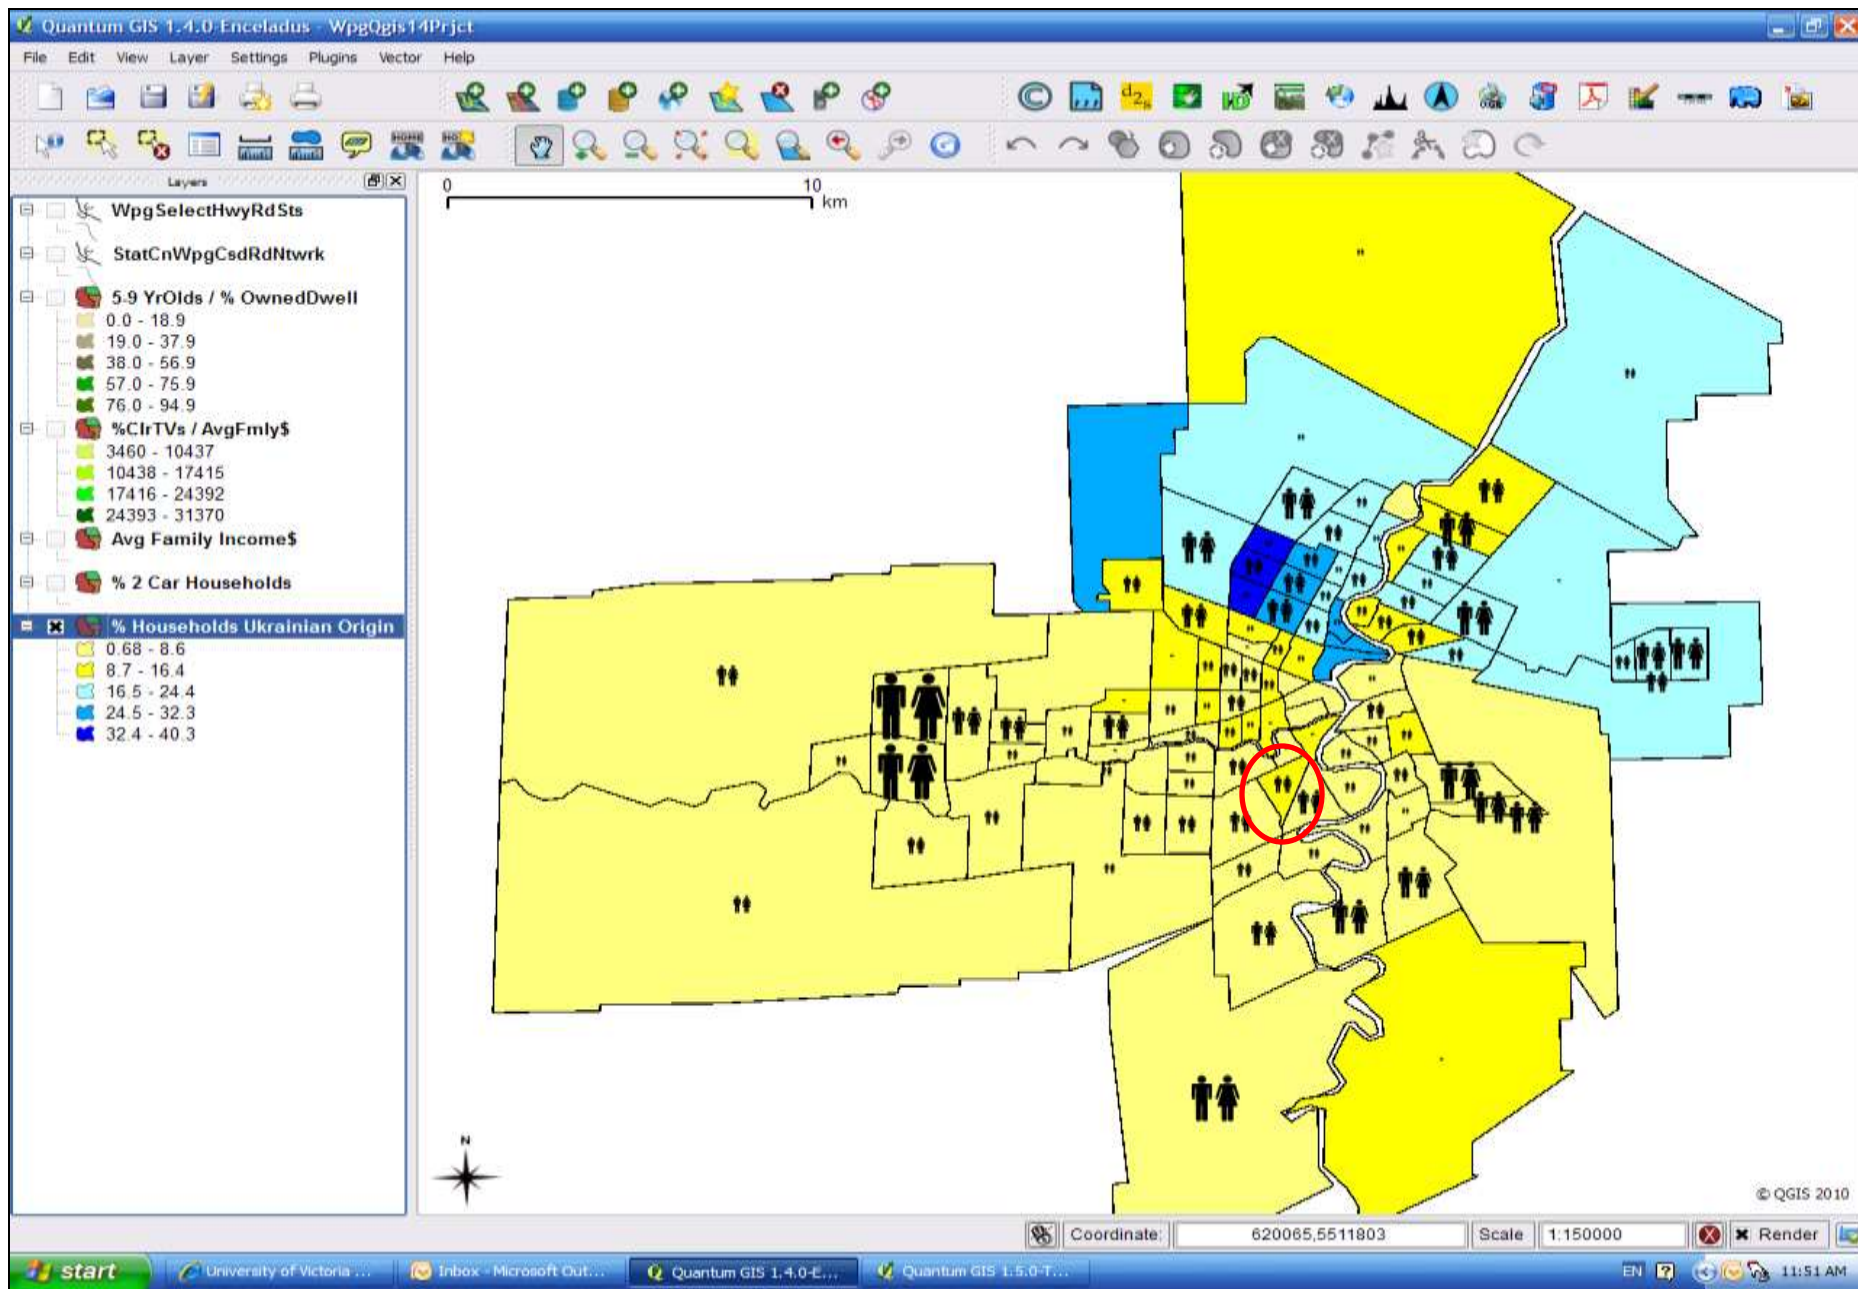 Quantum GIS 1.4.0-Enceladus - WpgQgis14Prjct
File Edit View Layer Settings Plugins Vector Help
Layers
WpgSelectHwyRdSts
StatCnWpgCsdRdNtwrk
5-9 YrOlds / % OwnedDwell
0.0 - 18.9
19.0 - 37.9
38.0 - 56.9
57.0 - 75.9
76.0 - 94.9
%ClrTVs / AvgFmly$
3460 - 10437
10438 - 17415
17416 - 24392
24393 - 31370
Avg Family Income$
% 2 Car Households
% Households Ukrainian Origin
0.68 - 8.6
8.7 - 16.4
16.5 - 24.4
24.5 - 32.3
32.4 - 40.3
0 10
km
N
© QGIS 2010
Coordinate: 620065,5511803 Scale 1:150000 Render
start University of Victoria ... Inbox - Microsoft Out... Quantum GIS 1.4.0-E... Quantum GIS 1.5.0-T... EN 11:51 AM